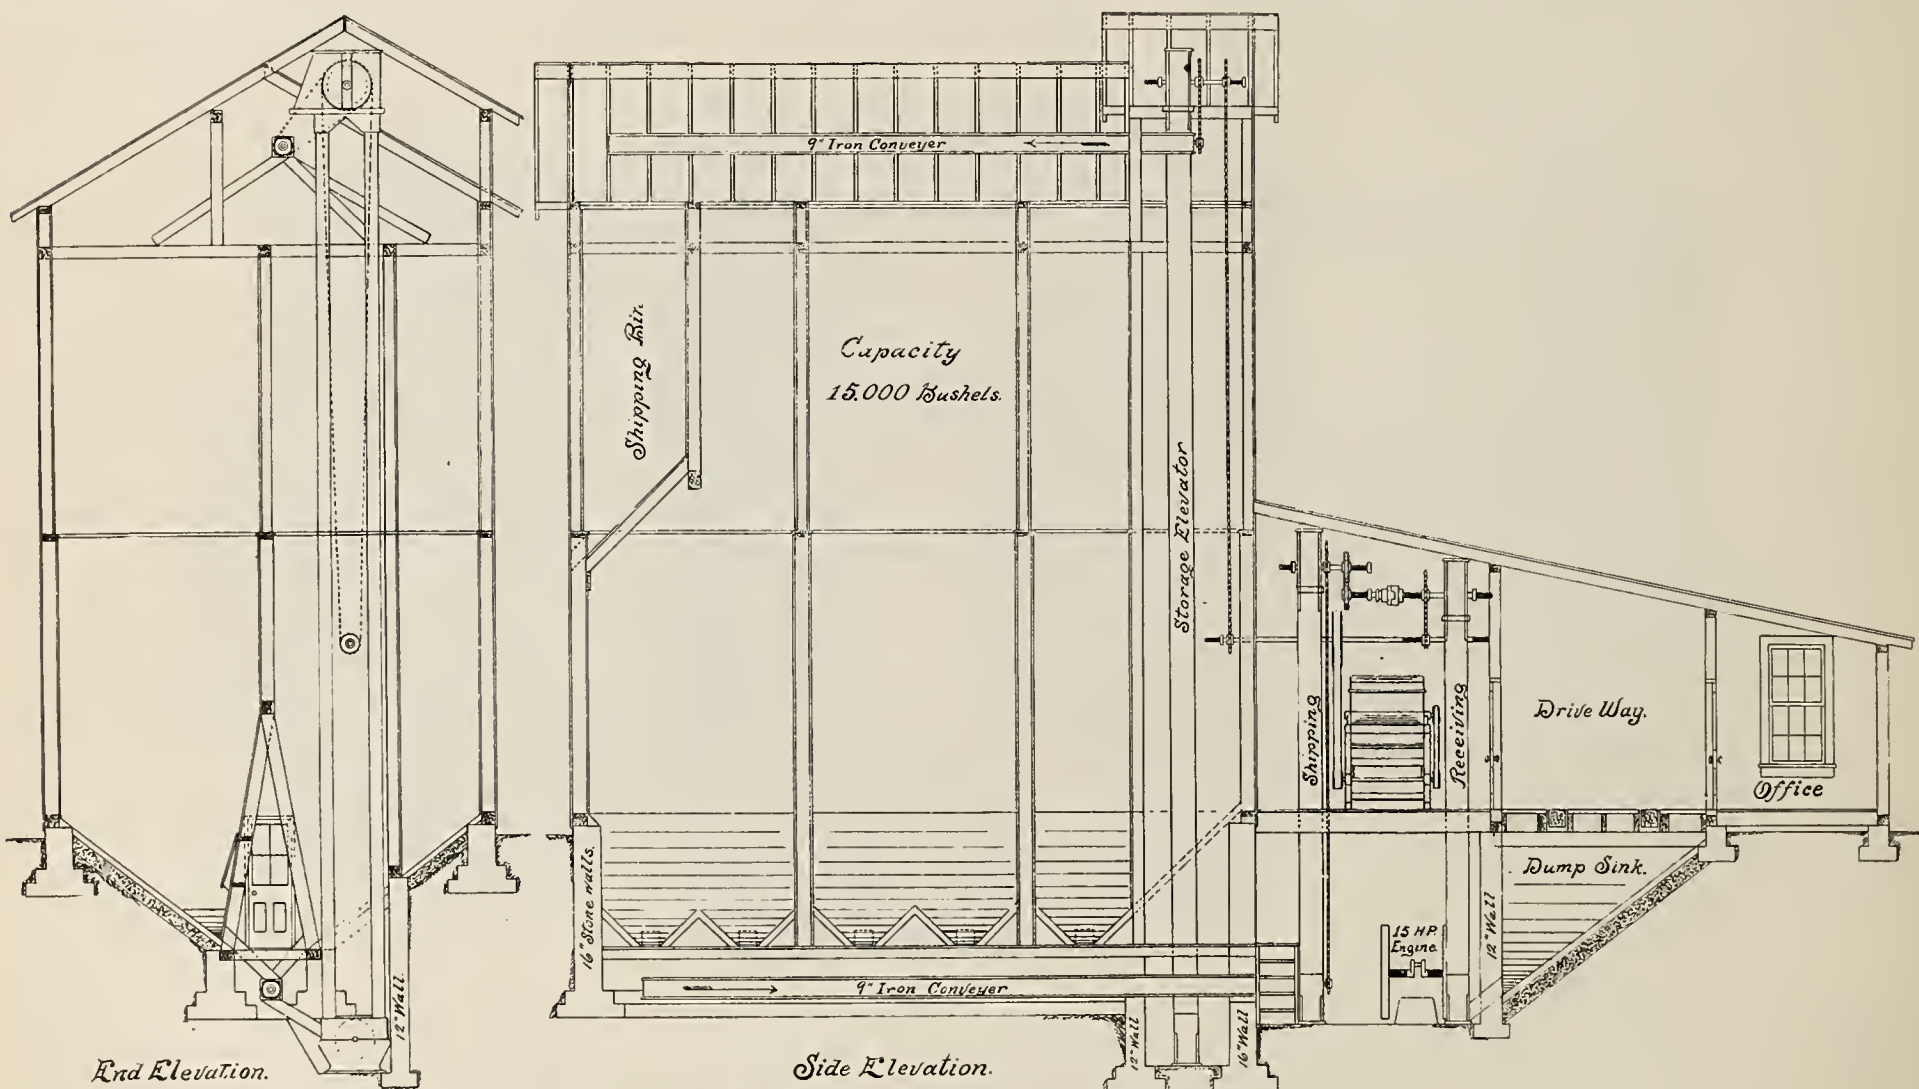 9" Iron Conveyer
Shipping Bin.
Capacity
15.000 Bushels.
Storage Elevator
Shipping
Receiving
Drive Way.
Office
Dump Sink.
15 HP.
Engine
12" Wall
16" Stone walls.
9" Iron Conveyer
12" Wall
12" Wall
16" Wall
End Elevation.
Side Elevation.